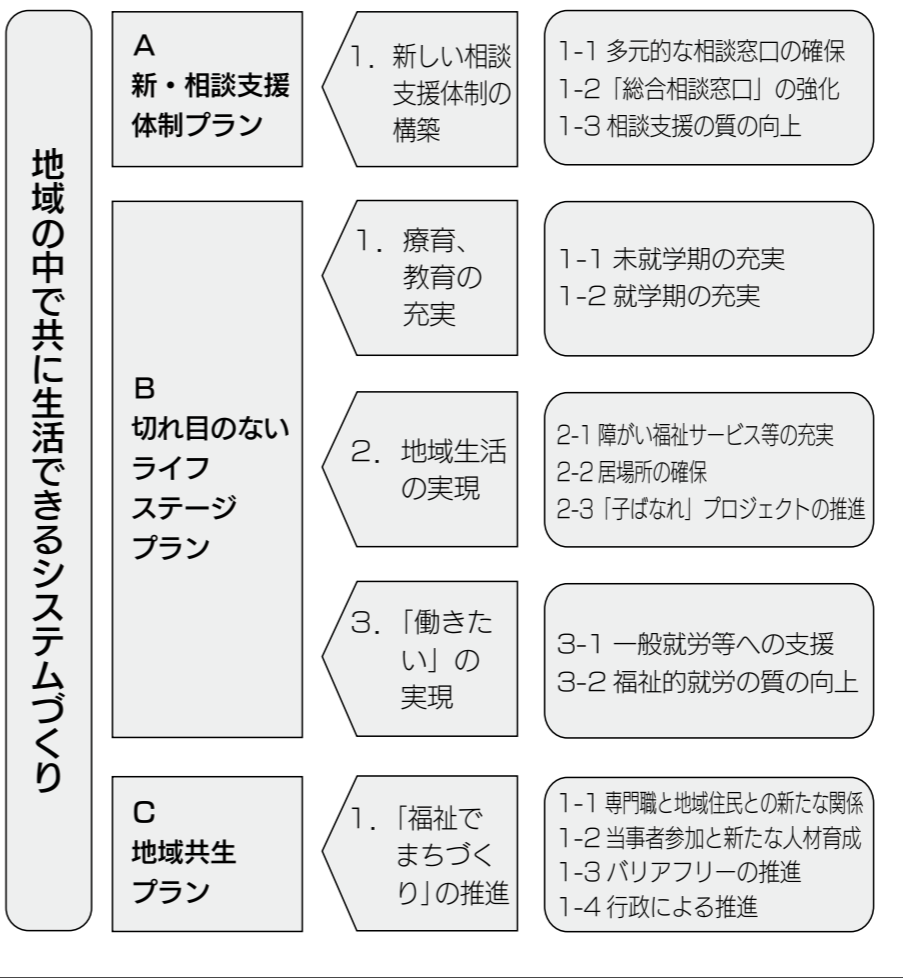 地域の中で共に生活できるシステムづくり
A
新・相談支援
体制プラン
1．新しい相談
支援体制の
構築
1-1 多元的な相談窓口の確保
1-2「総合相談窓口」の強化
1-3 相談支援の質の向上
B
切れ目のない
ライフ
ステージ
プラン
1．療育、
教育の
充実
1-1 未就学期の充実
1-2 就学期の充実
2．地域生活
の実現
2-1 障がい福祉サービス等の充実
2-2 居場所の確保
2-3「子ばなれ」プロジェクトの推進
3．「働きた
い」の
実現
3-1 一般就労等への支援
3-2 福祉的就労の質の向上
C
地域共生
プラン
1．「福祉で
まちづく
り」の推進
1-1 専門職と地域住民との新たな関係
1-2 当事者参加と新たな人材育成
1-3 バリアフリーの推進
1-4 行政による推進